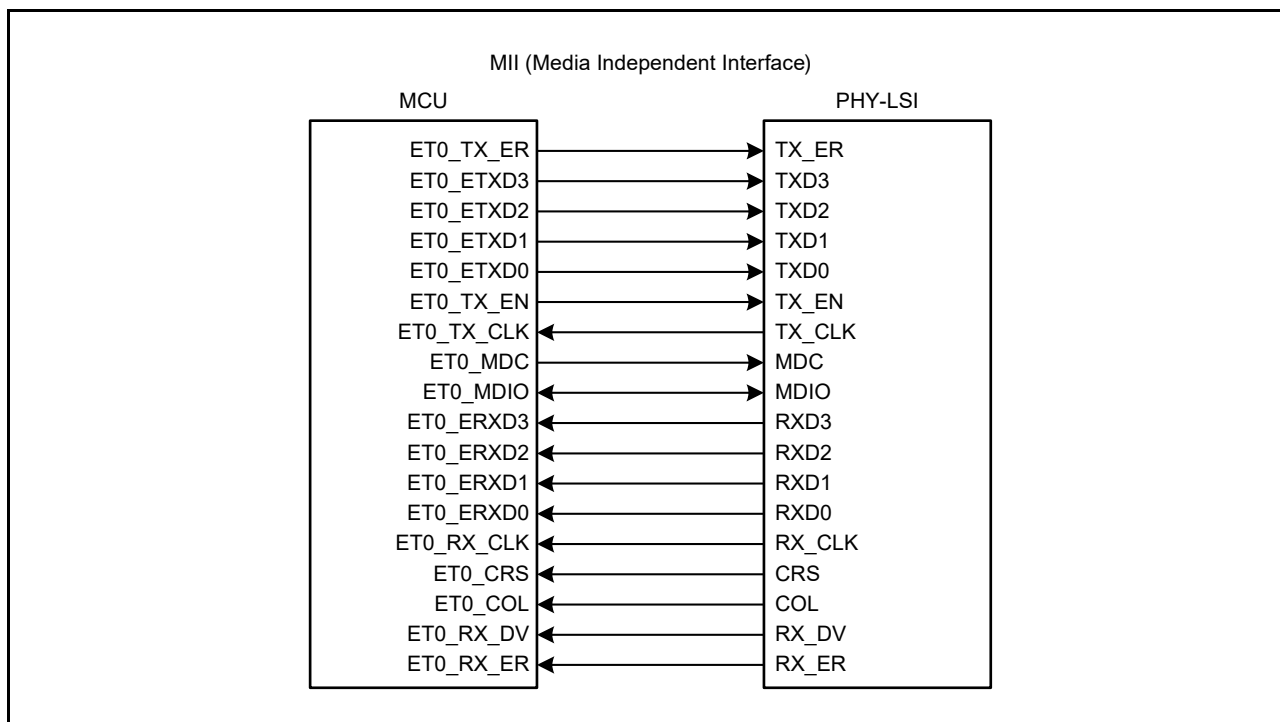 MII (Media Independent Interface)
MCU PHY-LSI
ET0_TX_ER TX_ER
ET0_ETXD3 TXD3
ET0_ETXD2 TXD2
ET0_ETXD1 TXD1
ET0_ETXD0 TXD0
ET0_TX_EN TX_EN
ET0_TX_CLK TX_CLK
ET0_MDC MDC
ET0_MDIO MDIO
ET0_ERXD3 RXD3
ET0_ERXD2 RXD2
ET0_ERXD1 RXD1
ET0_ERXD0 RXD0
ET0_RX_CLK RX_CLK
ET0_CRS CRS
ET0_COL COL
ET0_RX_DV RX_DV
ET0_RX_ER RX_ER